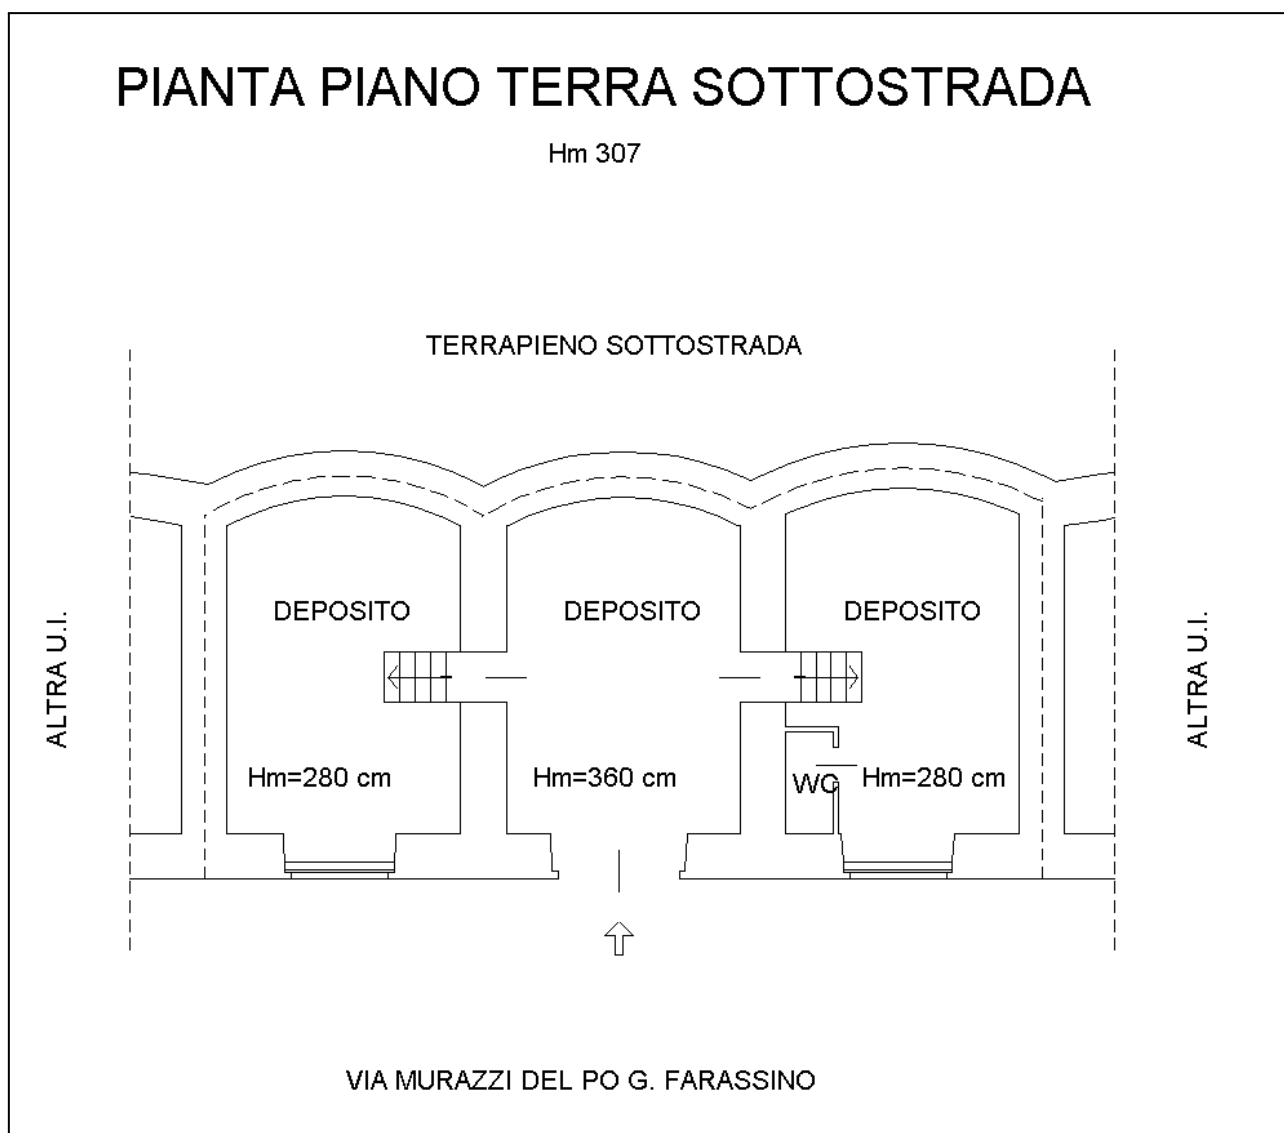 PIANTA PIANO TERRA SOTTOSTRADA
Hm 307
TERRAPIENO SOTTOSTRADA
ALTRA U.I.
DEPOSITO
DEPOSITO
DEPOSITO
ALTRA U.I.
Hm=280 cm
Hm=360 cm
WC
Hm=280 cm
VIA MURAZZI DEL PO G. FARASSINO